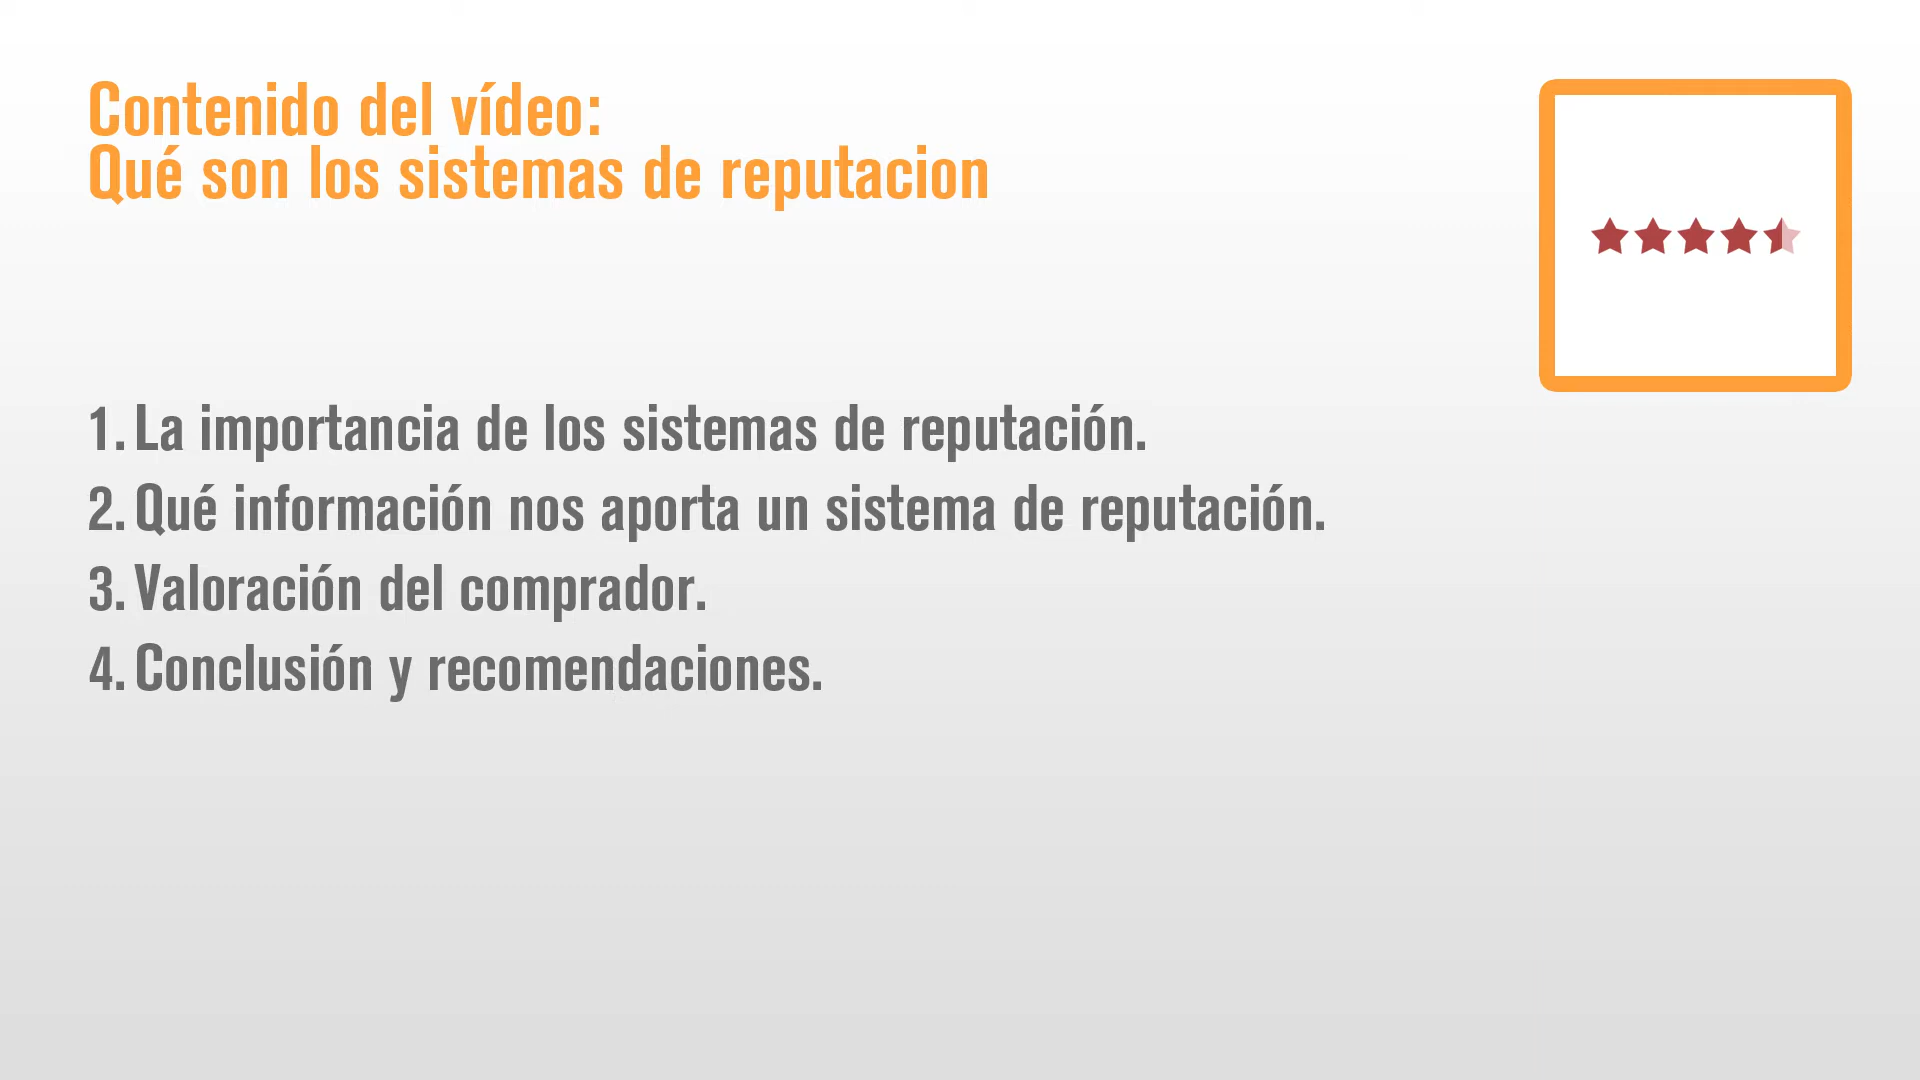 Contenido del vídeo:
Qué son los sistemas de reputacion
1. La importancia de los sistemas de reputación.
2. Qué información nos aporta un sistema de reputación.
3. Valoración del comprador.
4. Conclusión y recomendaciones.